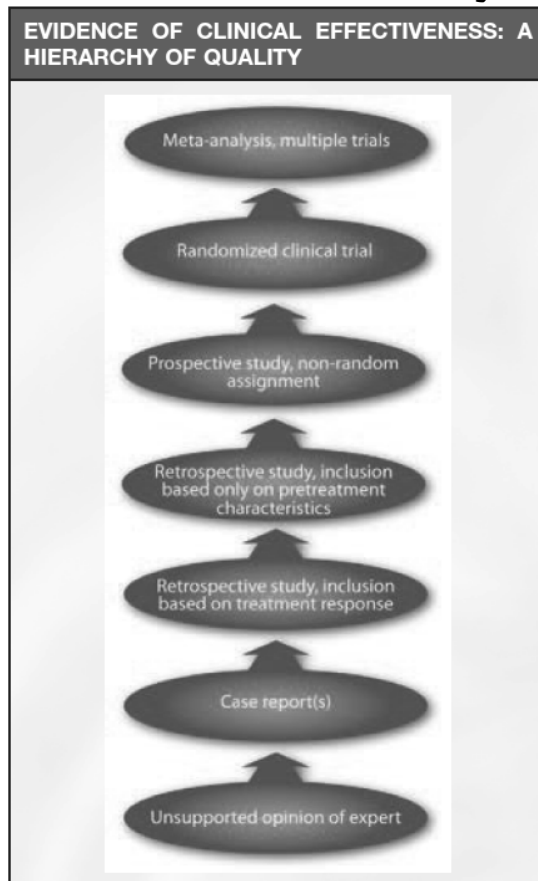 EVIDENCE OF CLINICAL EFFECTIVENESS: A
HIERARCHY OF QUALITY
Meta-analysis, multiple trials
Randomized clinical trial
Prospective study, non-random
assignment
Retrospective study, inclusion
based only on pretreatment
characteristics
Retrospective study, inclusion
based on treatment response
Case report(s)
Unsupported opinion of expert